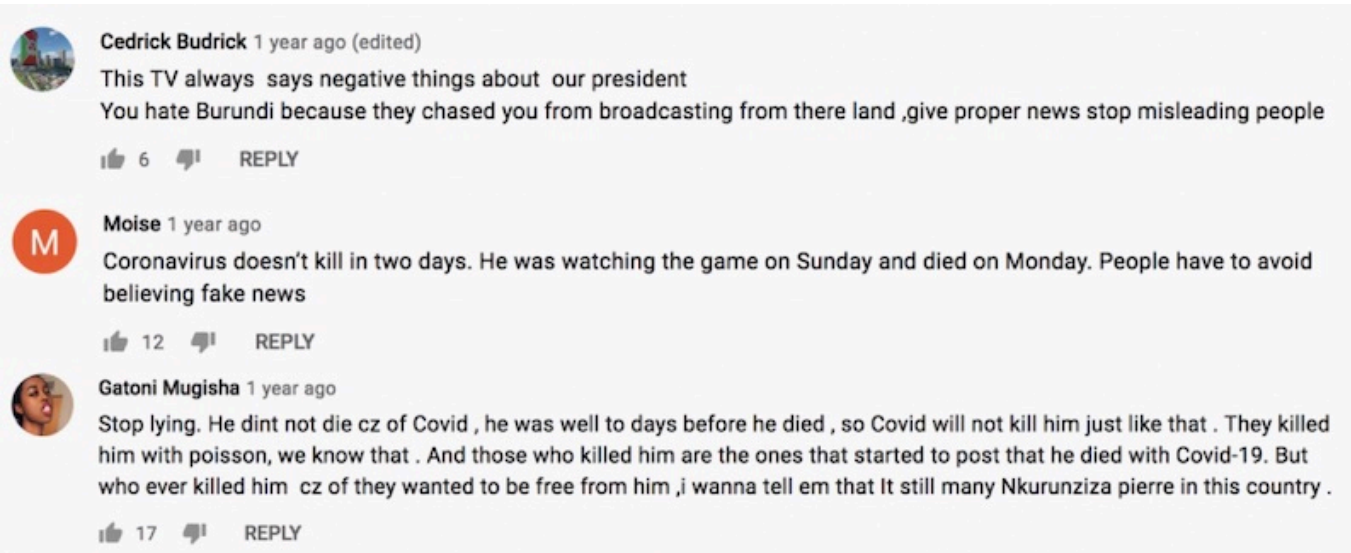 Cedrick Budrick 1 year ago (edited)
This TV always says negative things about our president
You hate Burundi because they chased you from broadcasting from there land ,give proper news stop misleading people
6 REPLY
M
Moise 1 year ago
Coronavirus doesn't kill in two days. He was watching the game on Sunday and died on Monday. People have to avoid
believing fake news
12 REPLY
Gatoni Mugisha 1 year ago
Stop lying. He dint not die cz of Covid , he was well to days before he died , so Covid will not kill him just like that . They killed
him with poisson, we know that . And those who killed him are the ones that started to post that he died with Covid-19. But
who ever killed him cz of they wanted to be free from him ,i wanna tell em that It still many Nkurunziza pierre in this country .
17 REPLY